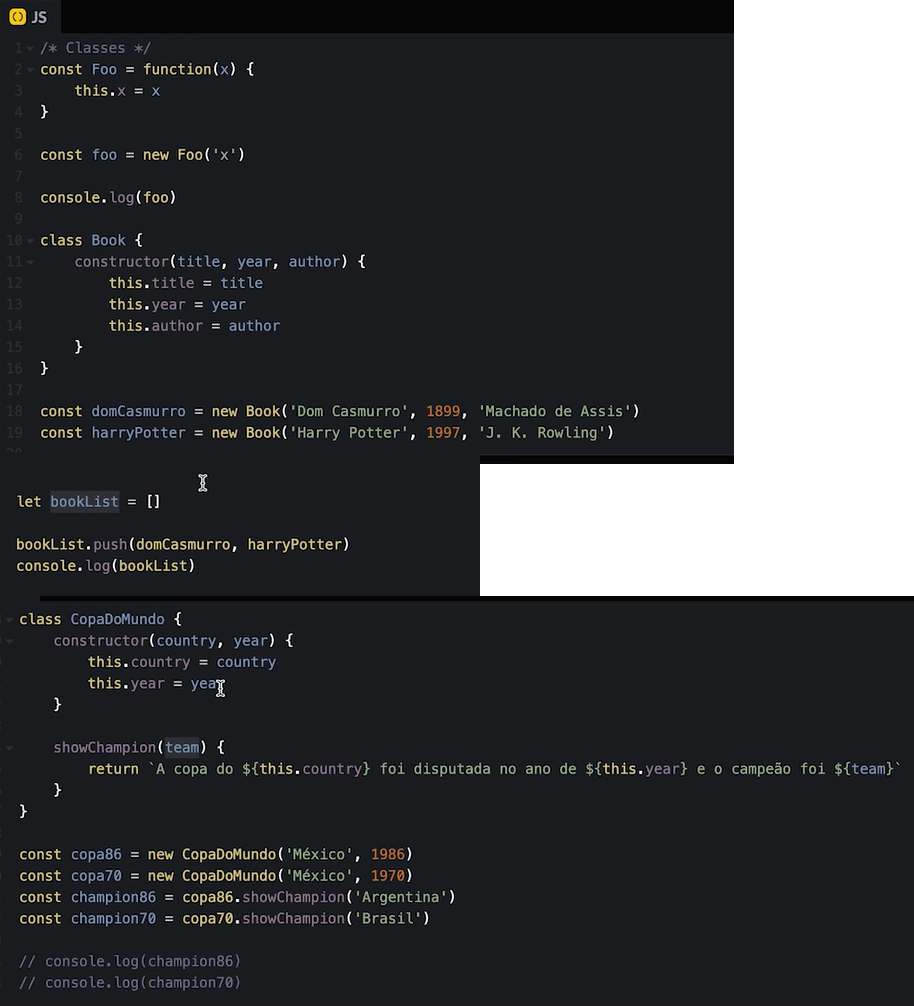 JS
1 /* Classes */
2 const Foo = function(x) {
3     this.x = x
4 }
5
6 const foo = new Foo('x')
7
8 console.log(foo)
9
10 class Book {
11     constructor(title, year, author) {
12         this.title = title
13         this.year = year
14         this.author = author
15     }
16 }
17
18 const domCasmurro = new Book('Dom Casmurro', 1899, 'Machado de Assis')
19 const harryPotter = new Book('Harry Potter', 1997, 'J. K. Rowling')
let bookList = []
bookList.push(domCasmurro, harryPotter)
console.log(bookList)
class CopaDoMundo {
    constructor(country, year) {
        this.country = country
        this.year = year
    }
    showChampion(team) {
        return `A copa do ${this.country} foi disputada no ano de ${this.year} e o campeão foi ${team}`
    }
}
const copa86 = new CopaDoMundo('México', 1986)
const copa70 = new CopaDoMundo('México', 1970)
const champion86 = copa86.showChampion('Argentina')
const champion70 = copa70.showChampion('Brasil')
// console.log(champion86)
// console.log(champion70)